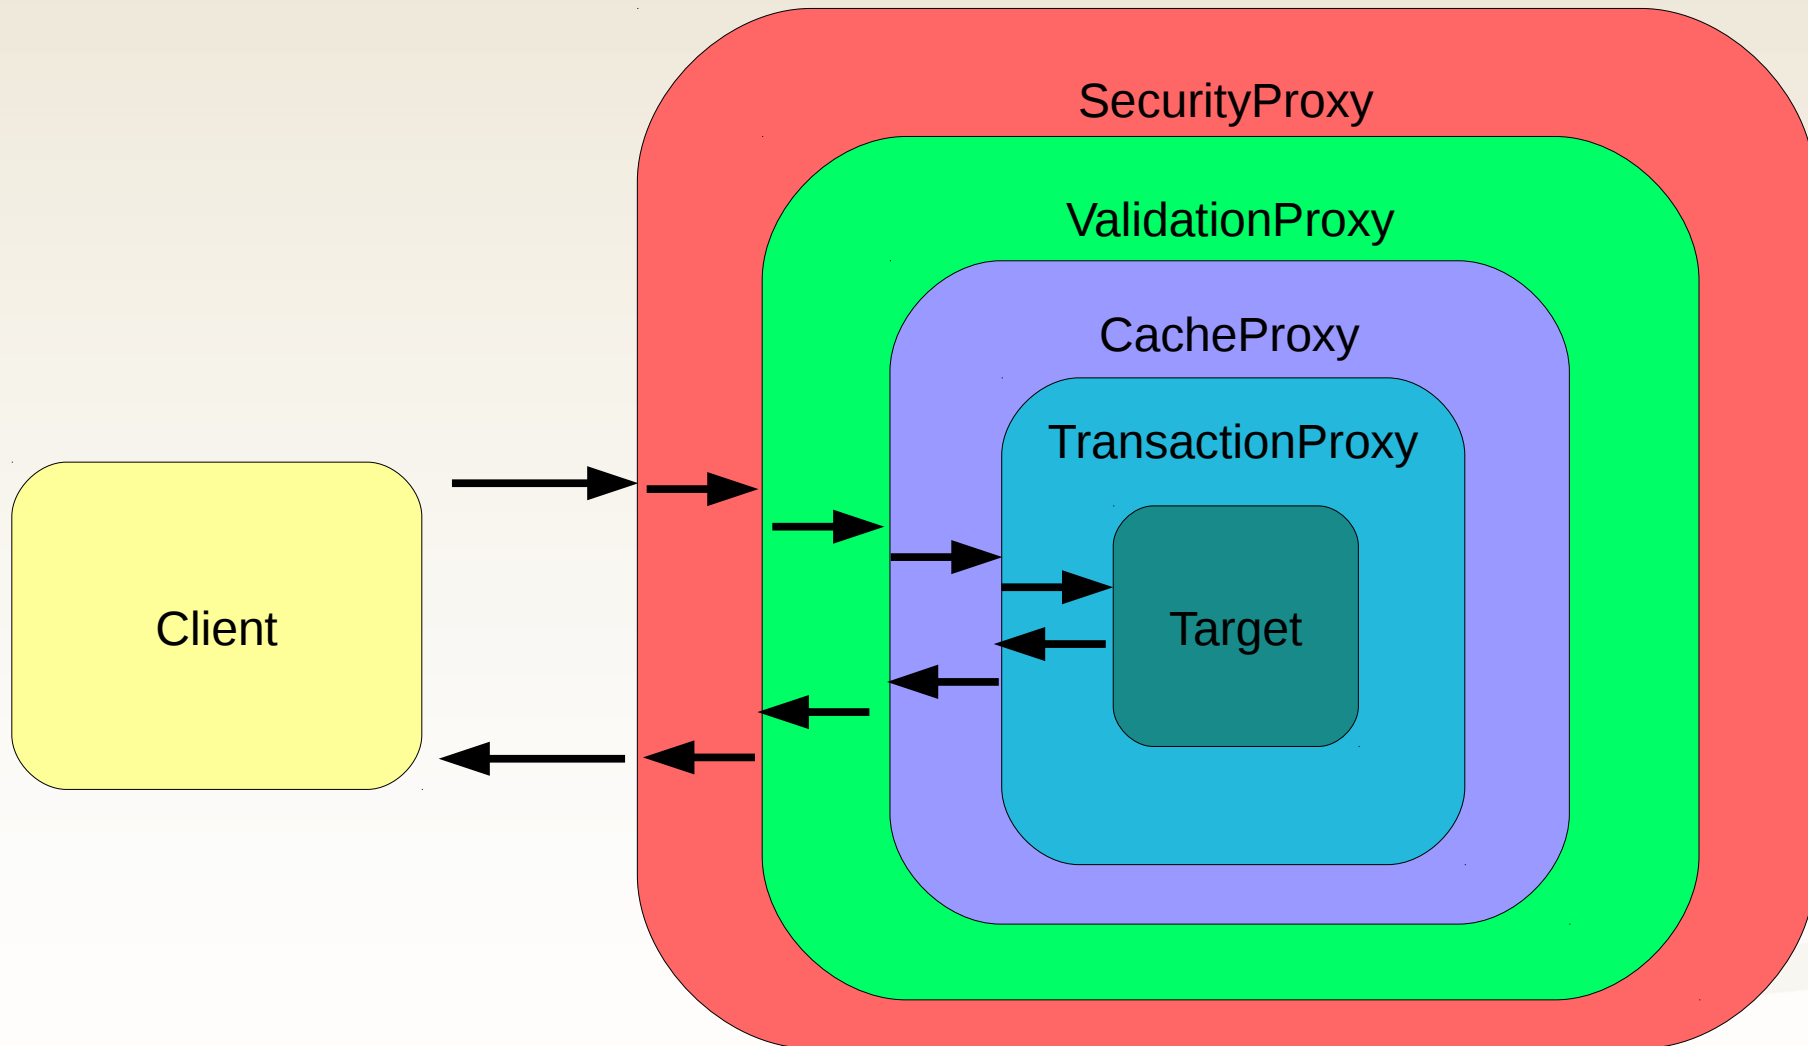 SecurityProxy
ValidationProxy
CacheProxy
TransactionProxy
Client
Target